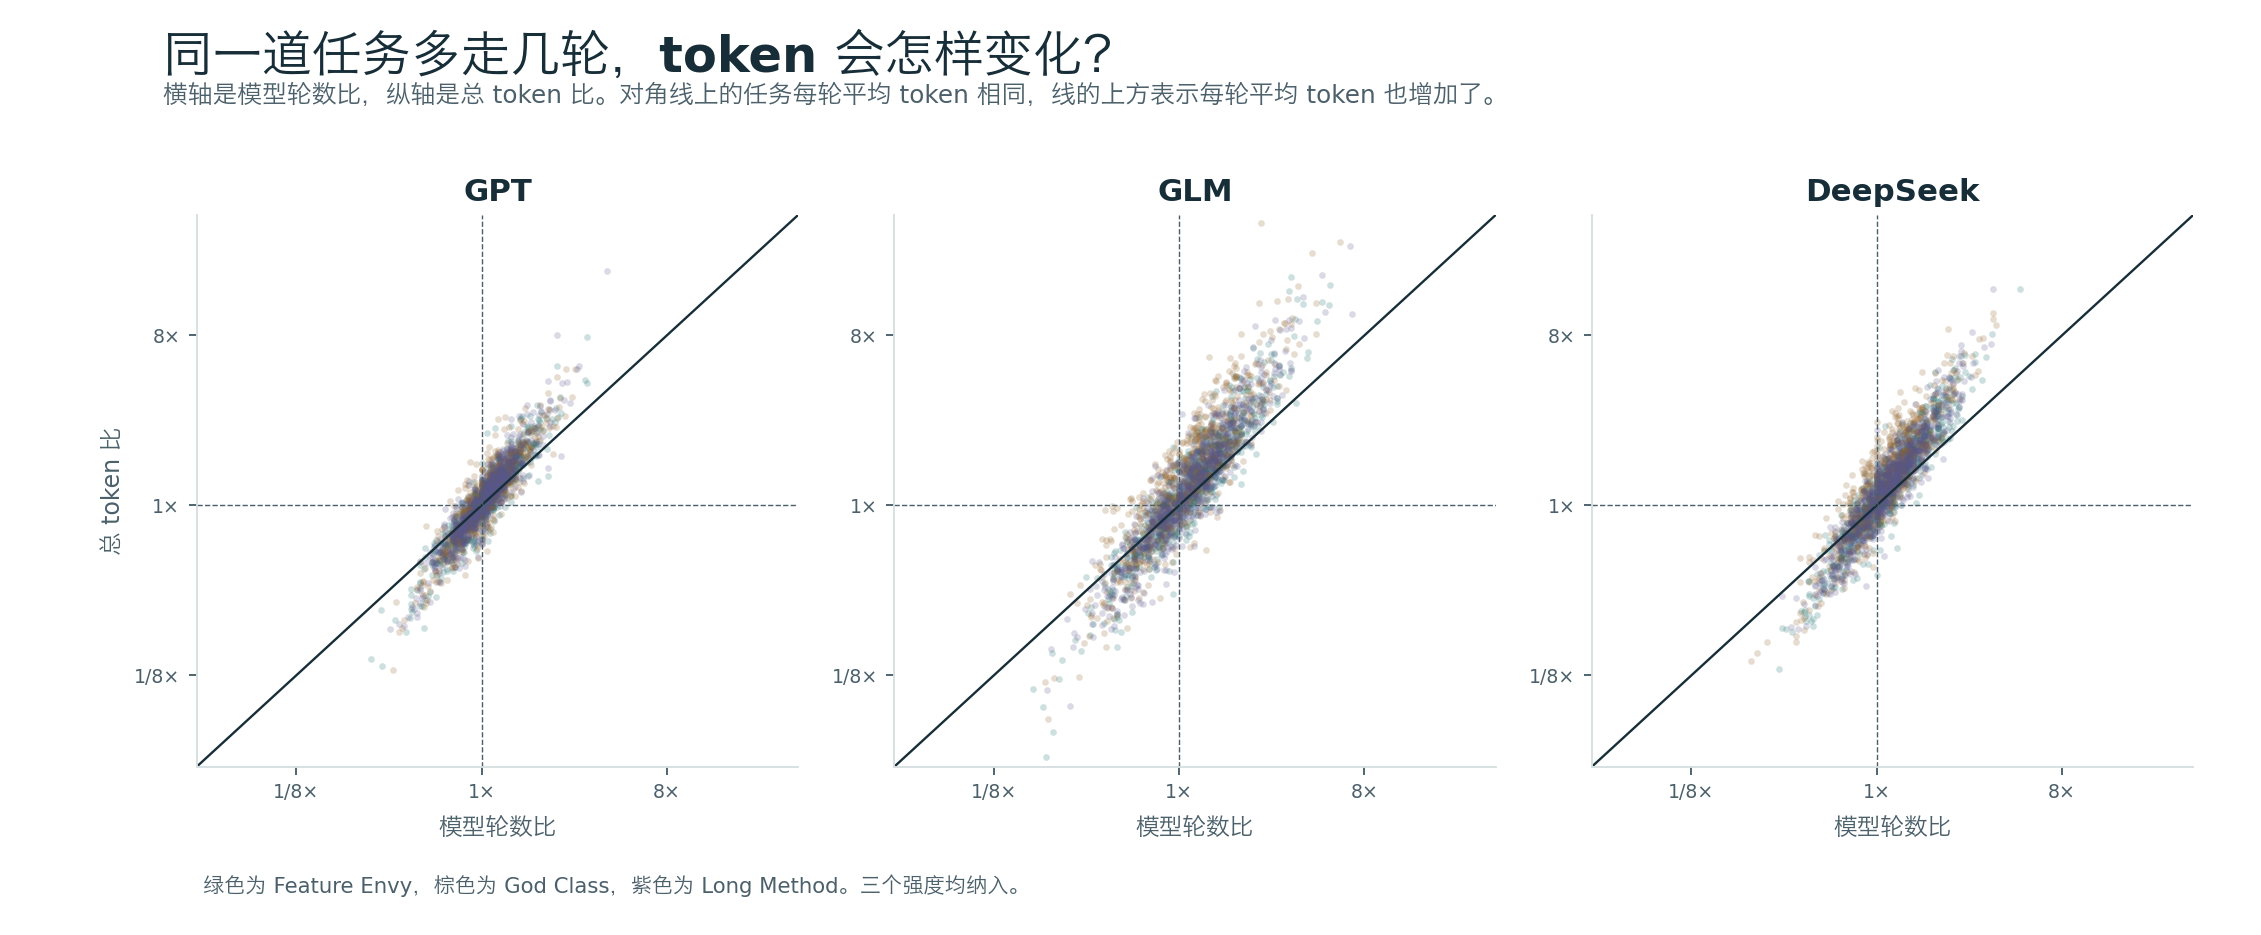 同一道任务多走几轮，token 会怎样变化？
横轴是模型轮数比，纵轴是总 token 比。对角线上的任务每轮平均 token 相同，线的上方表示每轮平均 token 也增加了。
GPT
GLM
DeepSeek
总 token 比
8×
1×
1/8×
1/8×
1×
8×
模型轮数比
8×
1×
1/8×
1/8×
1×
8×
模型轮数比
8×
1×
1/8×
1/8×
1×
8×
模型轮数比
绿色为 Feature Envy，棕色为 God Class，紫色为 Long Method。三个强度均纳入。